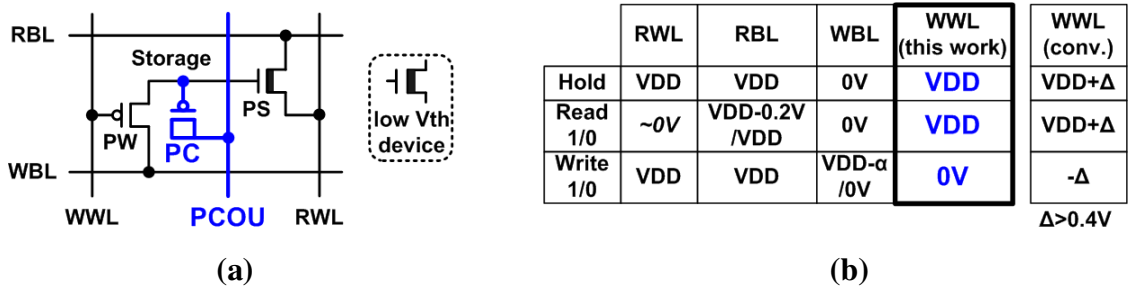 RBL
Storage
PS
PW
PC
WBL
WWL
PCOU
RWL
low Vth
device
(a)
RWL RBL WBL WWL WWL
(this work) (conv.)
Hold VDD VDD 0V VDD VDD+Δ
Read
1/0 ~0V VDD-0.2V
/VDD 0V VDD VDD+Δ
Write
1/0 VDD VDD VDD-α
/0V 0V -Δ
Δ>0.4V
(b)